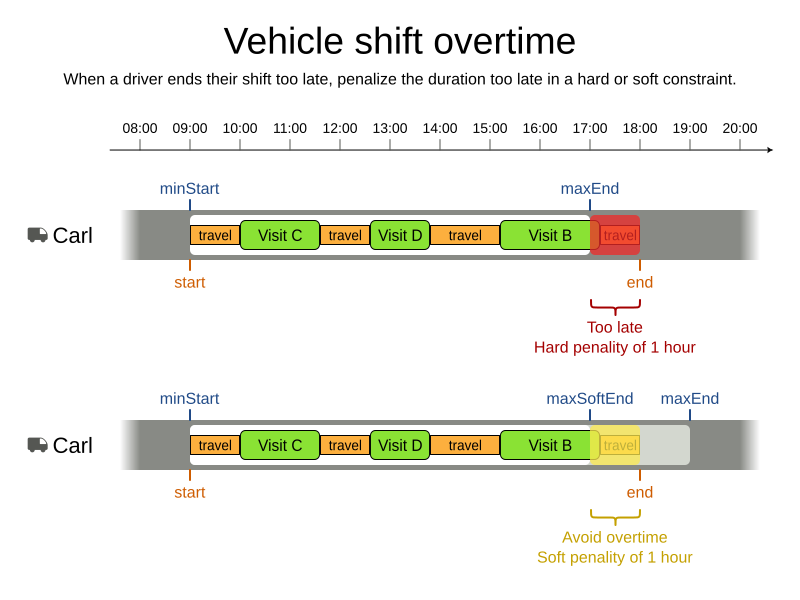 Vehicle shift overtime
When a driver ends their shift too late, penalize the duration too late in a hard or soft constraint.
08:00 09:00 10:00 11:00 12:00 13:00 14:00 15:00 16:00 17:00 18:00 19:00 20:00
minStart maxEnd
Carl travel Visit C travel Visit D travel Visit B travel
start end
Too late
Hard penality of 1 hour
minStart maxSoftEnd maxEnd
Carl travel Visit C travel Visit D travel Visit B travel
start end
Avoid overtime
Soft penality of 1 hour